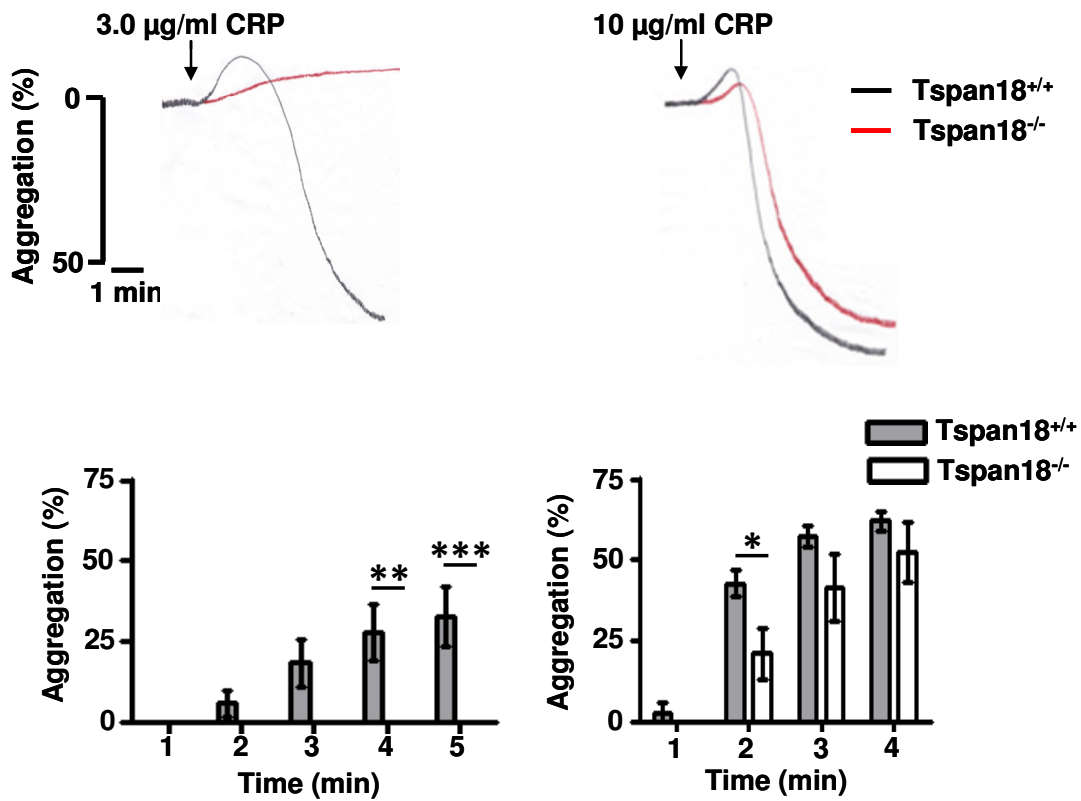 3.0 µg/ml CRP
10 µg/ml CRP
Aggregation (%)
0
50
1 min
Tspan18+/+
Tspan18-/-
Tspan18+/+
Tspan18-/-
Aggregation (%)
75
50
25
0
**
***
1 2 3 4 5
Time (min)
Aggregation (%)
75
50
25
0
*
1 2 3 4
Time (min)